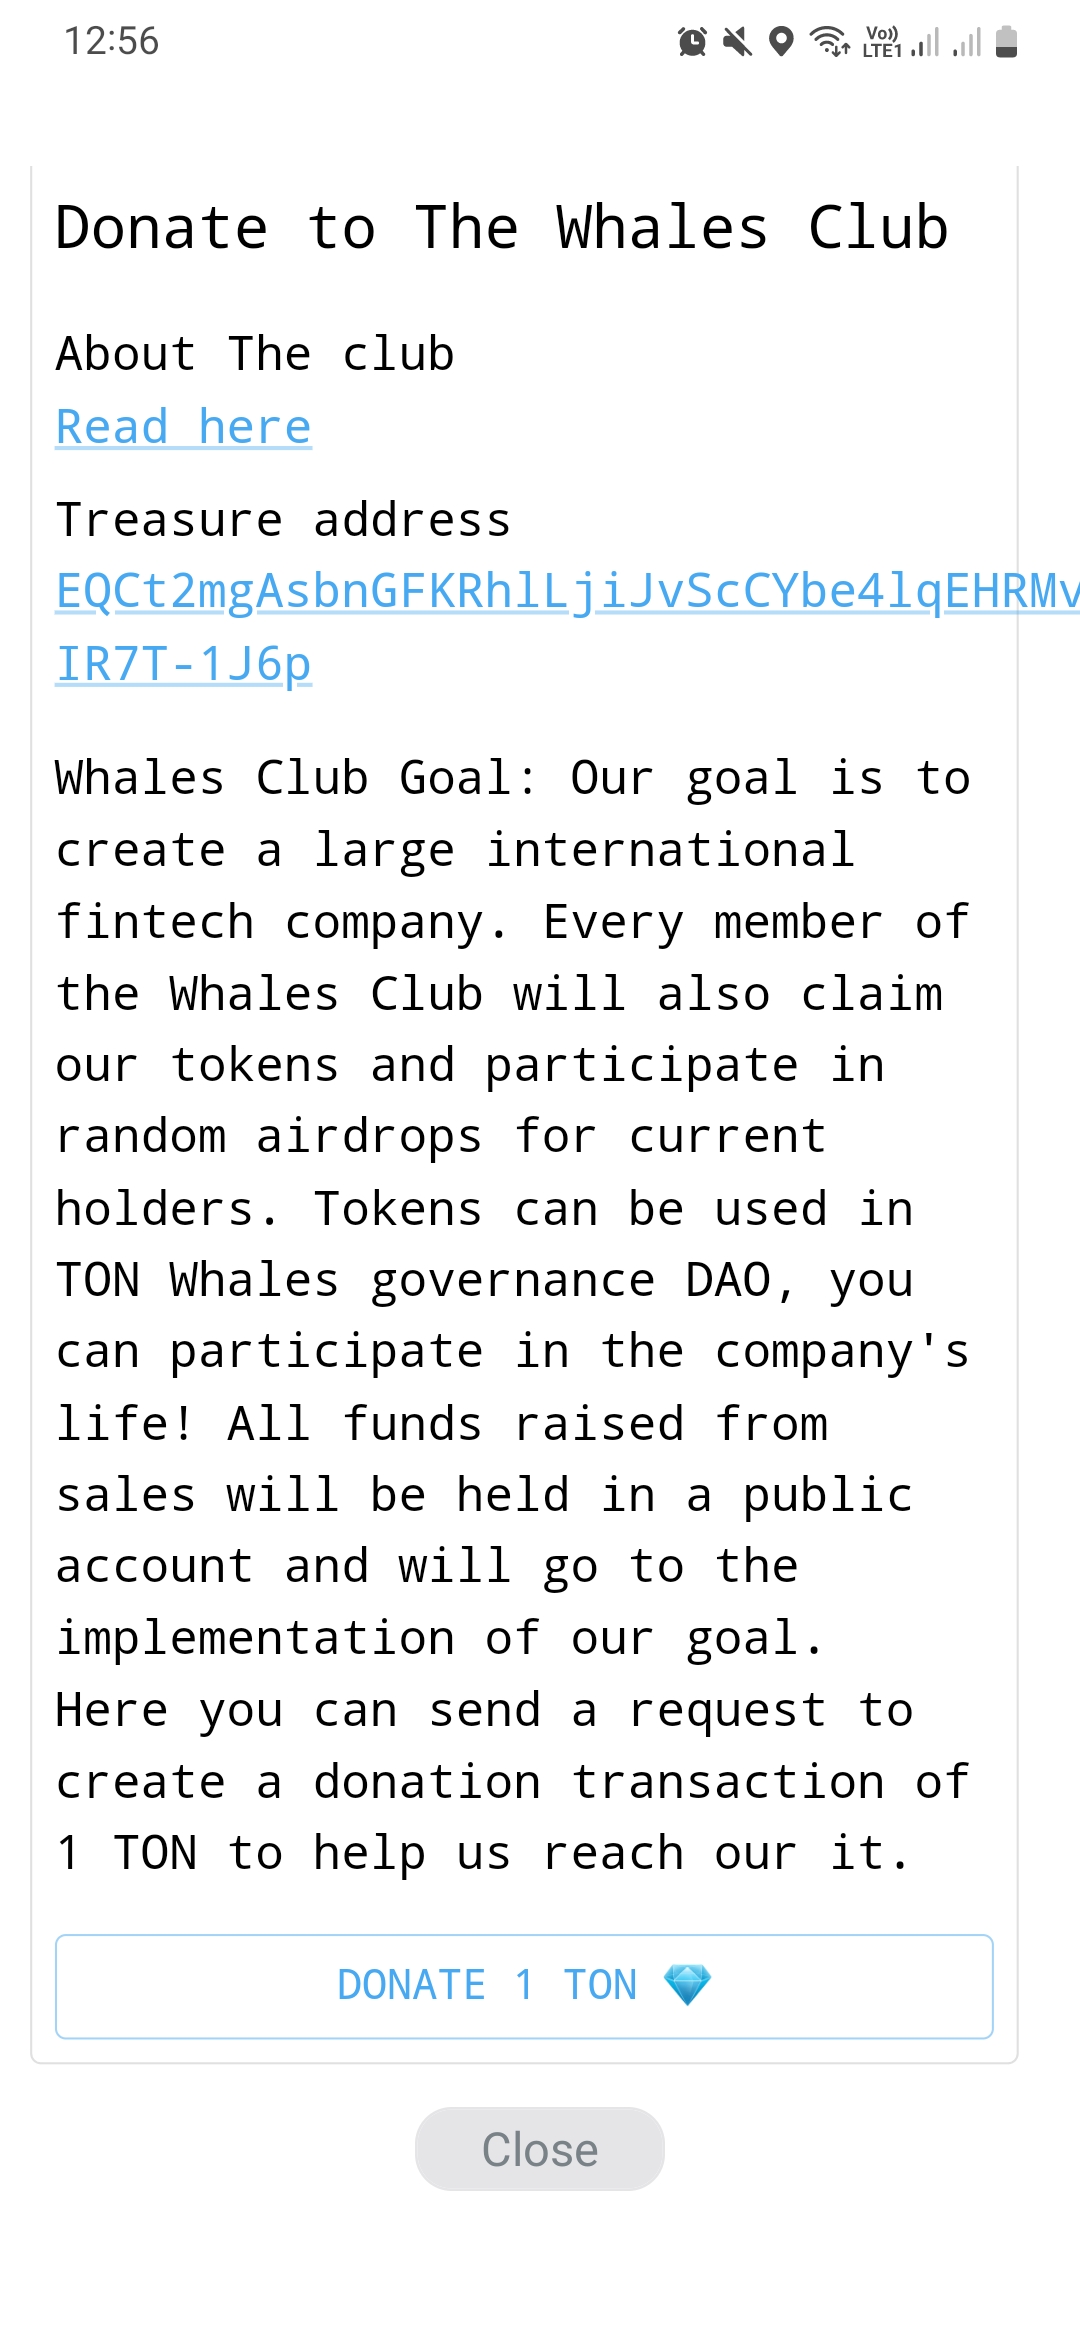 12:56
Vo))
LTE1
Donate to The Whales Club
About The club
Read here
Treasure address
EQCt2mgAsbnGFKRhlLjiJvScCYbe4lqEHRMv
IR7T-1J6p
Whales Club Goal: Our goal is to
create a large international
fintech company. Every member of
the Whales Club will also claim
our tokens and participate in
random airdrops for current
holders. Tokens can be used in
TON Whales governance DAO, you
can participate in the company's
life! All funds raised from
sales will be held in a public
account and will go to the
implementation of our goal.
Here you can send a request to
create a donation transaction of
1 TON to help us reach our it.
DONATE 1 TON 💎
Close